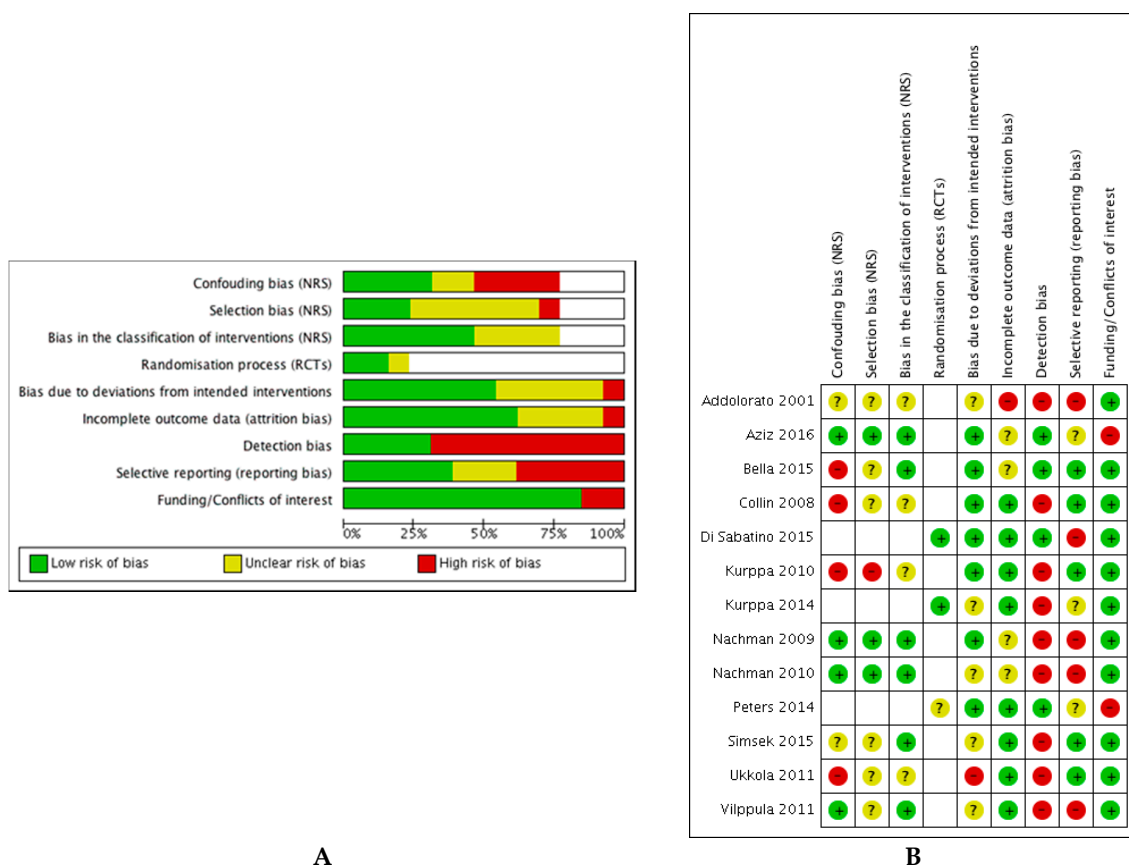 Confouding bias (NRS)
Selection bias (NRS)
Bias in the classification of interventions (NRS)
Randomisation process (RCTs)
Bias due to deviations from intended interventions
Incomplete outcome data (attrition bias)
Detection bias
Selective reporting (reporting bias)
Funding/Conflicts of interest
0% 25% 50% 75% 100%
Low risk of bias Unclear risk of bias High risk of bias
A
Confouding bias (NRS)
Selection bias (NRS)
Bias in the classification of interventions (NRS)
Randomisation process (RCTs)
Bias due to deviations from intended interventions
Incomplete outcome data (attrition bias)
Detection bias
Selective reporting (reporting bias)
Funding/Conflicts of interest
Addolorato 2001 ? ? ? ? - - - +
Aziz 2016 + + + + ? + ? -
Bella 2015 - ? + + ? + + +
Collin 2008 - ? ? + + - + +
Di Sabatino 2015 + + + + - +
Kurppa 2010 - - ? + + - + +
Kurppa 2014 + ? + - ? +
Nachman 2009 + + + + ? - - +
Nachman 2010 + + + ? ? - - +
Peters 2014 ? + + + ? -
Simsek 2015 ? ? + ? + - + +
Ukkola 2011 - ? ? - + - + +
Vilppula 2011 + ? + ? + - - +
B